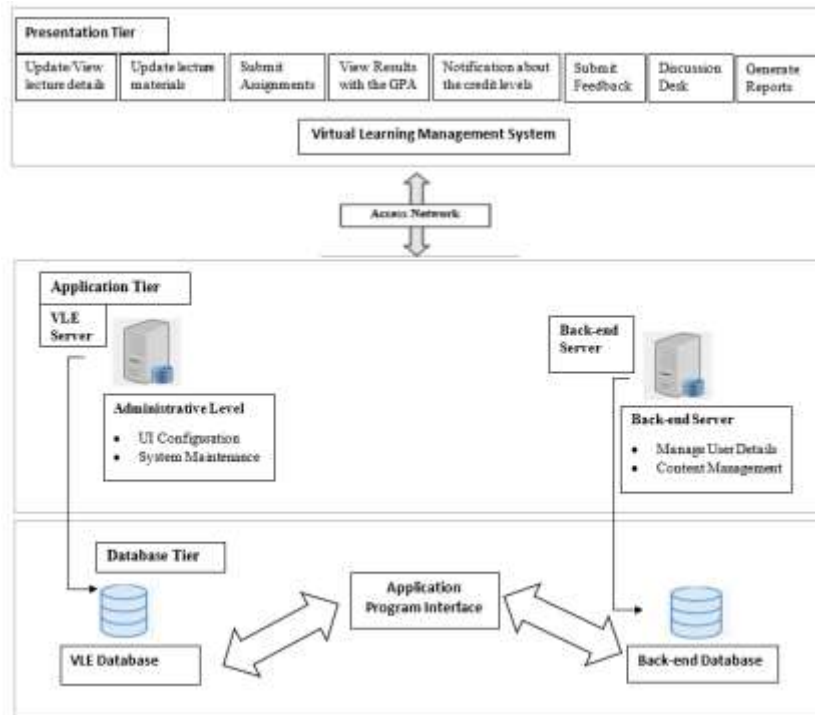 Presentation Tier
Update/View
lecture details
Update lecture
materials
Submit
Assignments
View Results
with the GPA
Notification about
the credit levels
Submit
Feedback
Discussion
Desk
Generate
Reports
Virtual Learning Management System
Access Network
Application Tier
VLE
Server
Back-end
Server
Administrative Level
• UI Configuration
• System Maintenance
Back-end Server
• Manage User Details
• Content Management
Database Tier
Application
Program Interface
VLE Database
Back-end Database